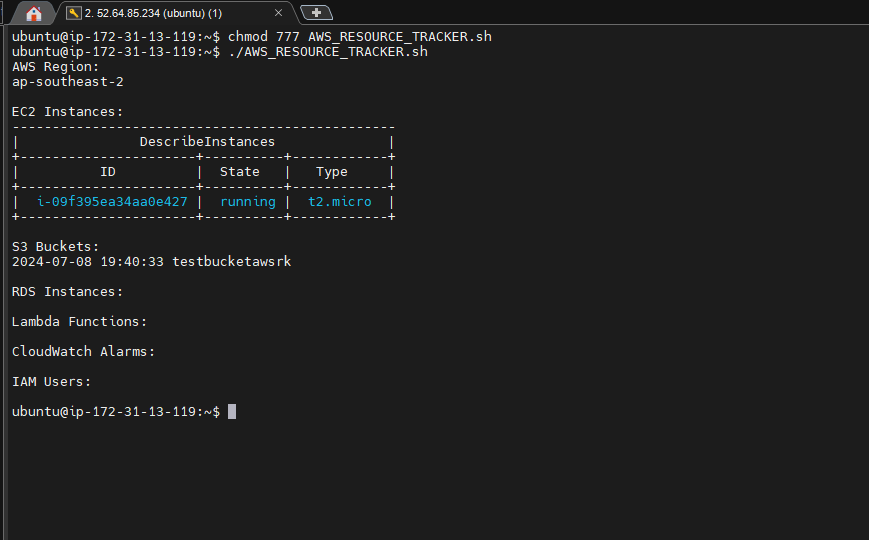 2. 52.64.85.234 (ubuntu) (1)
ubuntu@ip-172-31-13-119:~$ chmod 777 AWS_RESOURCE_TRACKER.sh
ubuntu@ip-172-31-13-119:~$ ./AWS_RESOURCE_TRACKER.sh
AWS Region:
ap-southeast-2
EC2 Instances:
------------------------------------------------
|               DescribeInstances              |
+----------------------+----------+------------+
|          ID          |  State   |   Type     |
+----------------------+----------+------------+
|  i-09f395ea34aa0e427 |  running |  t2.micro  |
+----------------------+----------+------------+
S3 Buckets:
2024-07-08 19:40:33 testbucketawsrk
RDS Instances:
Lambda Functions:
CloudWatch Alarms:
IAM Users:
ubuntu@ip-172-31-13-119:~$